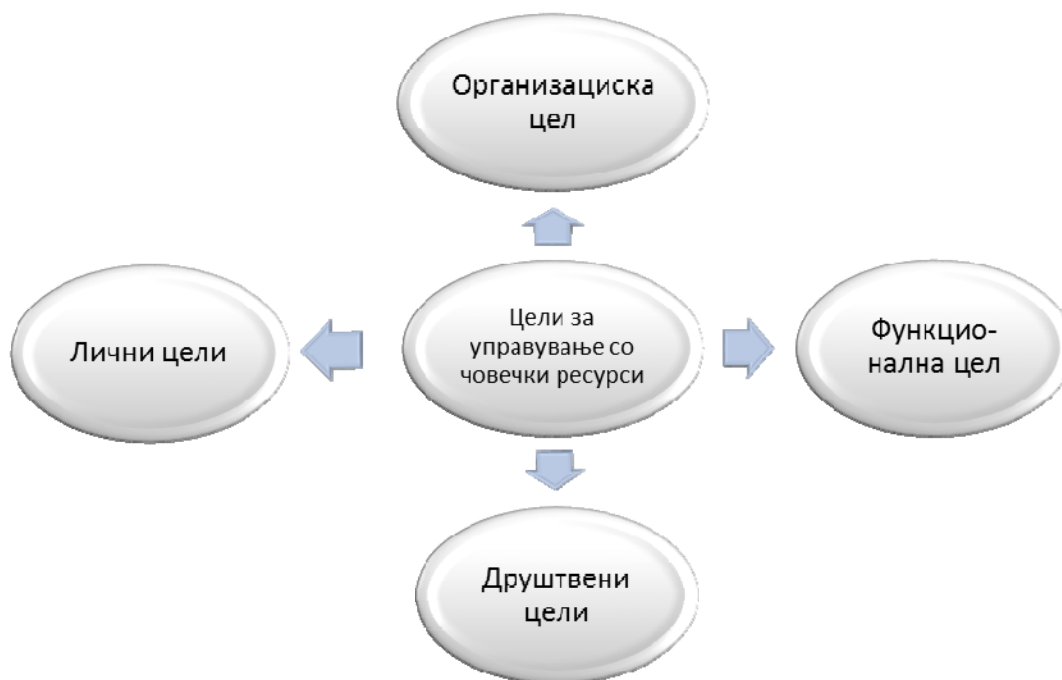 Организациска
цел
Лични цели
Цели за
управување со
човечки ресурси
Функцио-
нална цел
Друштвени
цели